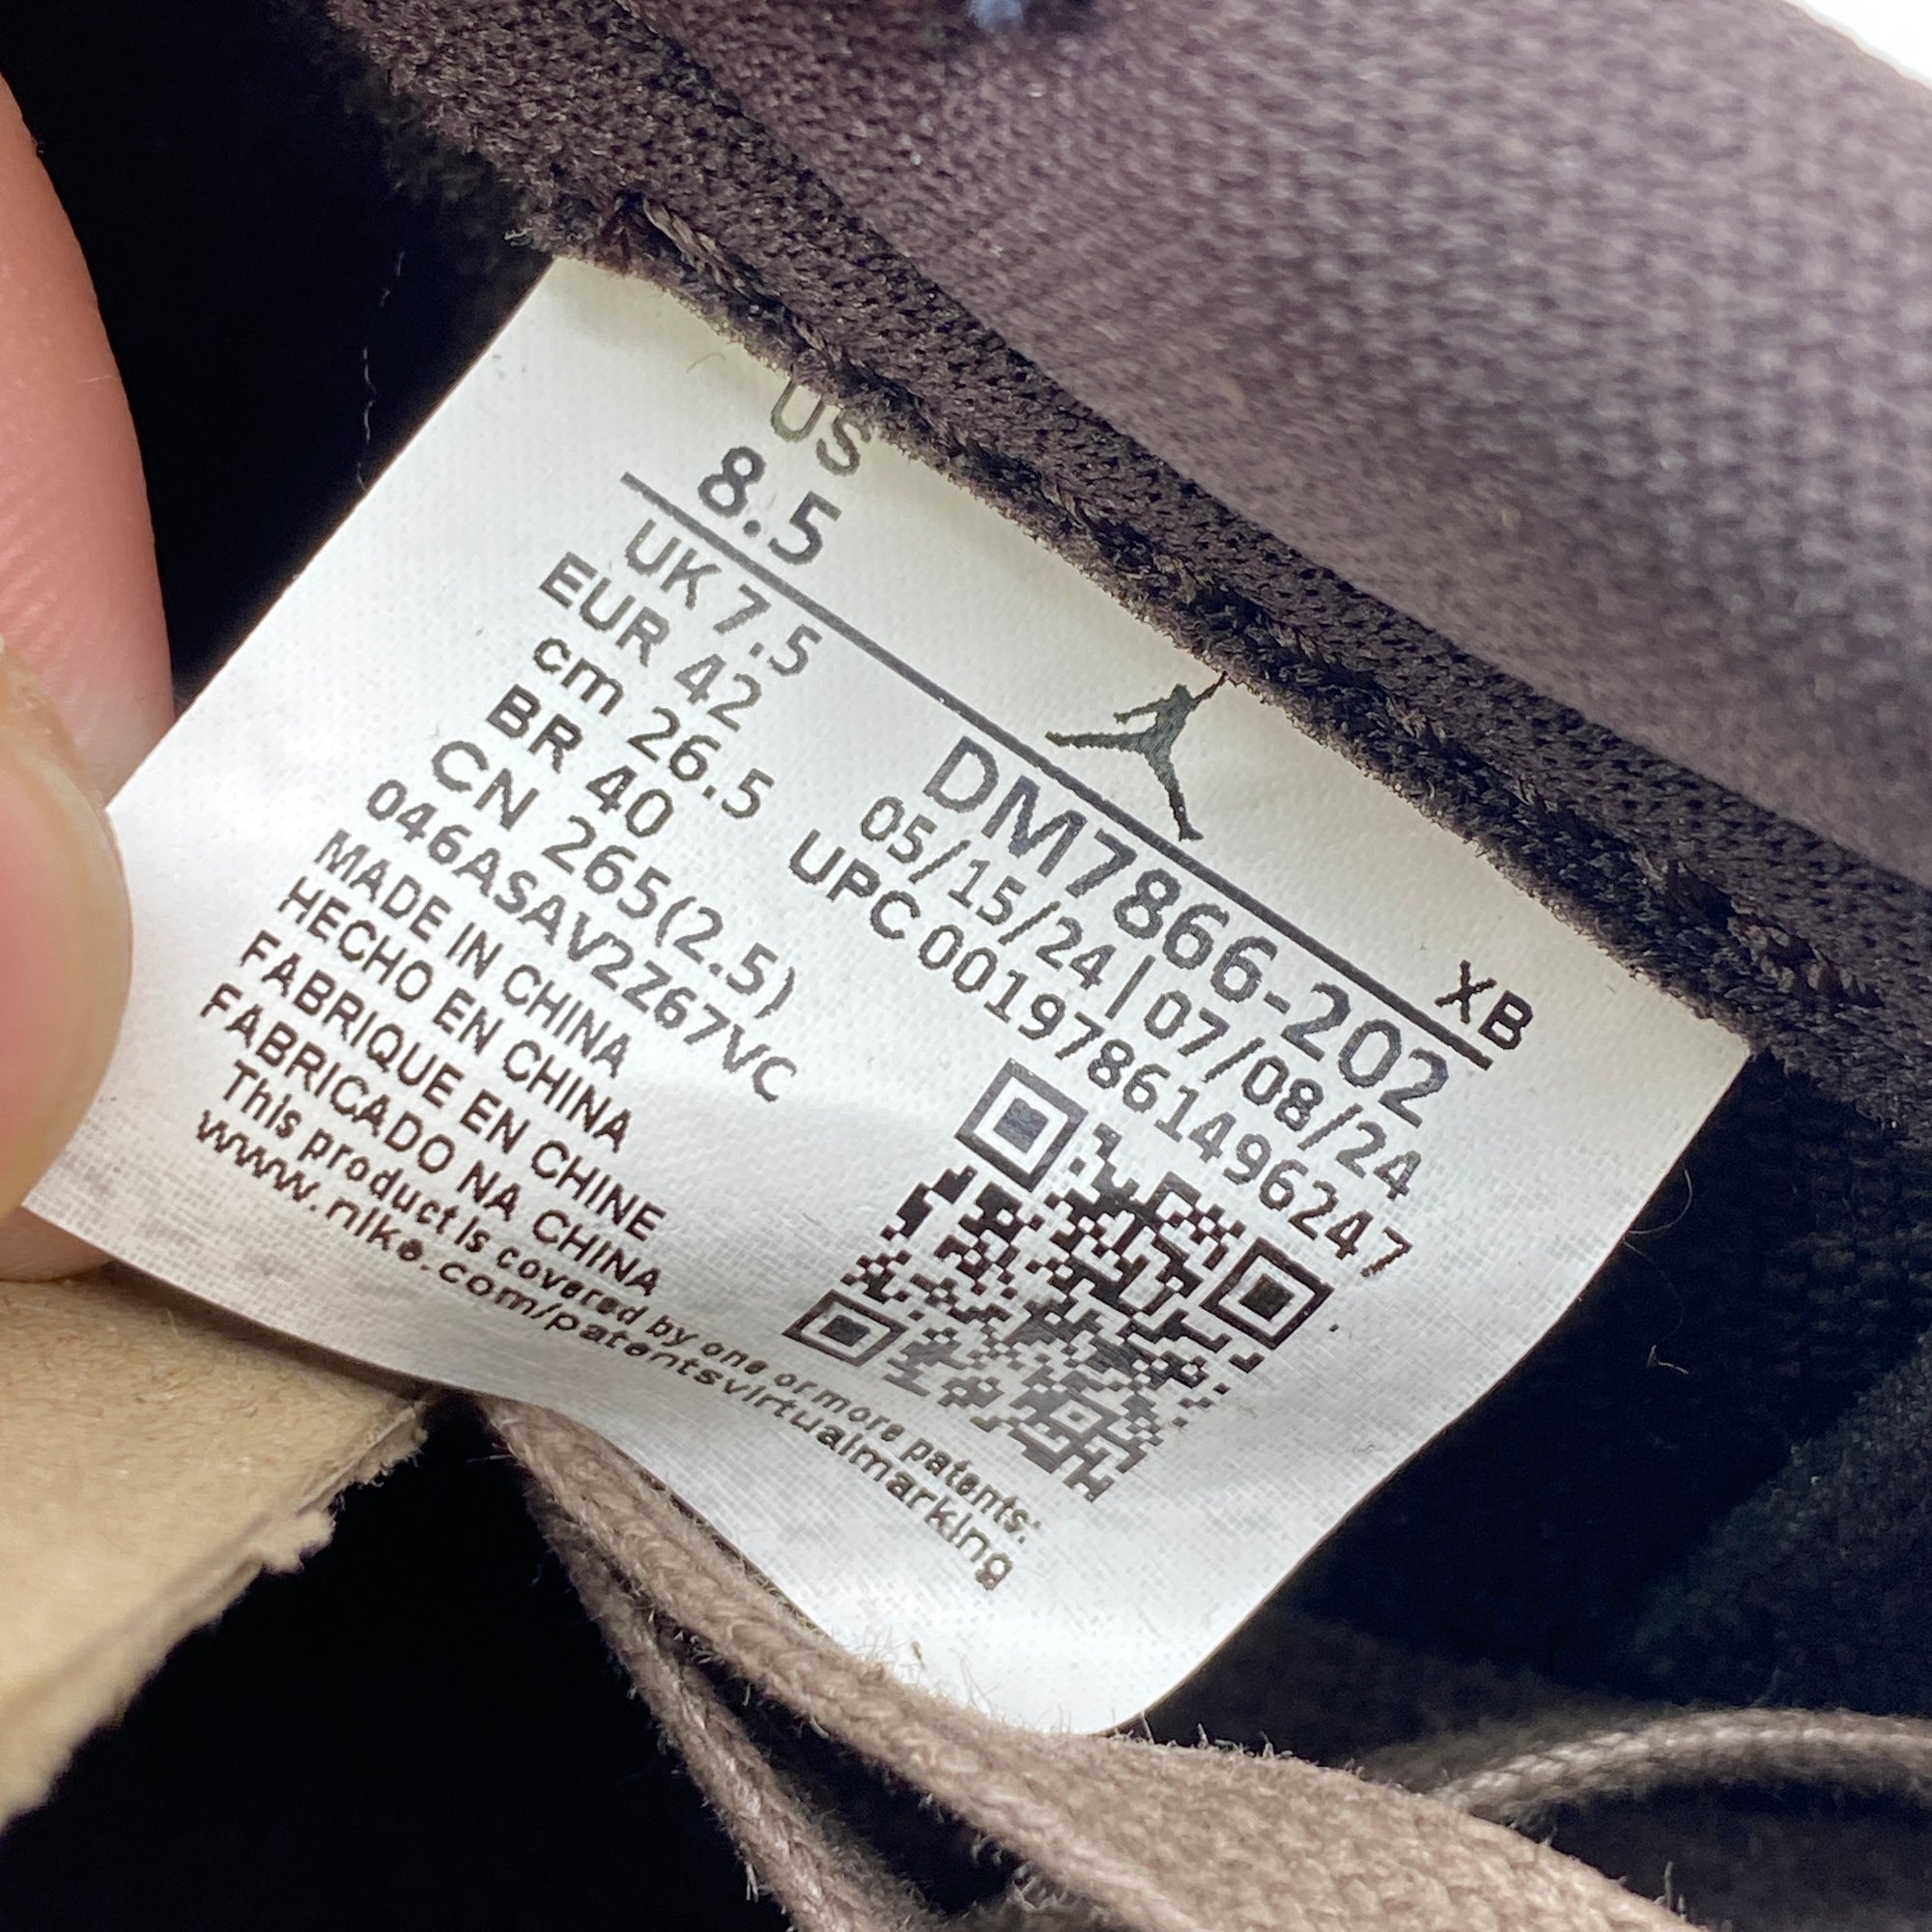 US
8.5
XB
UK 7.5
EUR 42
cm 26.5
BR 40
CN 265(2.5)
046ASAV2Z67VC
MADE IN CHINA
HECHO EN CHINA
FABRIQUE EN CHINE
FABRICADO NA CHINA
This product is covered by one or more patents:
www.nike.com/patentsvirtualmarking
DM7866-202
05/15/24 | 07/08/24
UPC 00197861496247